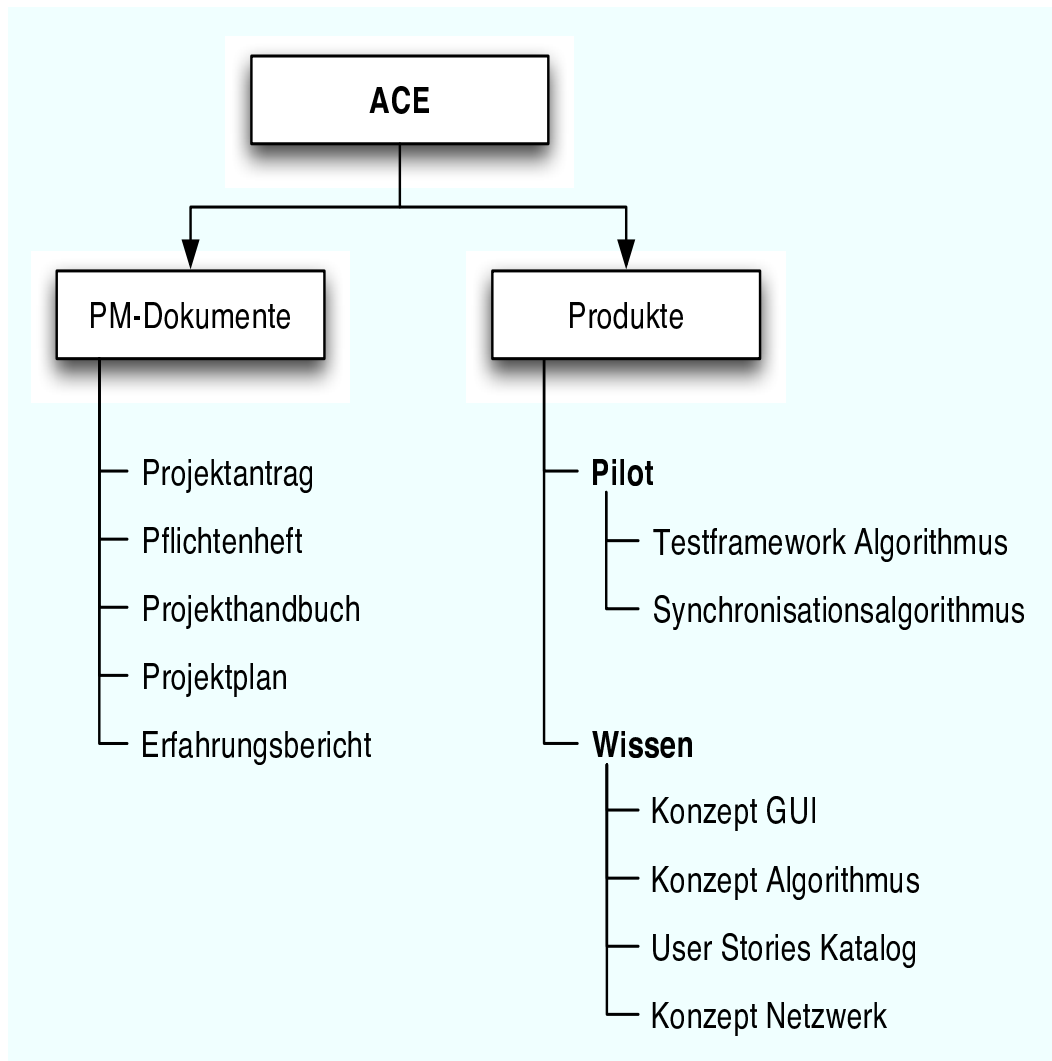 ACE
PM-Dokumente
Projektantrag
Pflichtenheft
Projekthandbuch
Projektplan
Erfahrungsbericht
Produkte
Pilot
Testframework Algorithmus
Synchronisationsalgorithmus
Wissen
Konzept GUI
Konzept Algorithmus
User Stories Katalog
Konzept Netzwerk